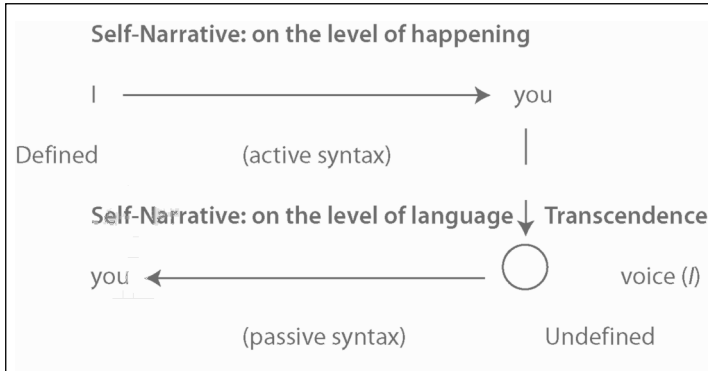 Self-Narrative: on the level of happening
I you
Defined (active syntax)
Self-Narrative: on the level of language Transcendence
you voice (I)
(passive syntax) Undefined